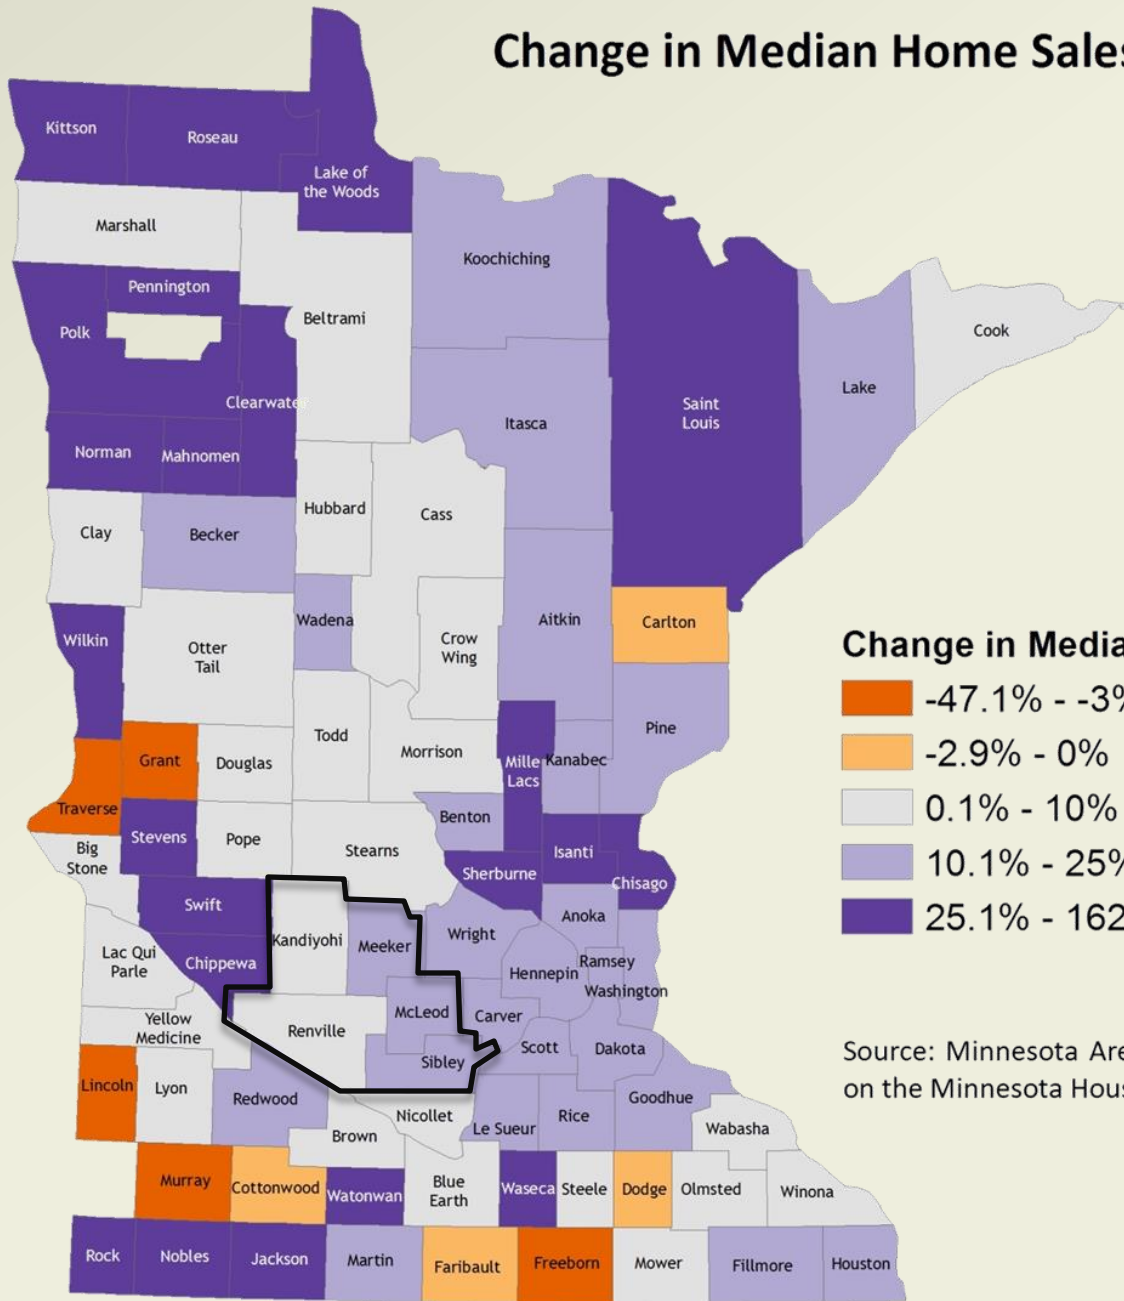 Change in Median Home Sales
Kittson
Roseau
Lake of
the Woods
Marshall
Koochiching
Pennington
Beltrami
Polk
Cook
Lake
Clearwater
Saint
Louis
Itasca
Norman
Mahnomen
Hubbard
Cass
Clay
Becker
Wadena
Aitkin
Carlton
Wilkin
Crow
Wing
Otter
Tail
Change in Media
-47.1% - -3%
-2.9% - 0%
0.1% - 10%
10.1% - 25%
25.1% - 162
Pine
Todd
Morrison
Grant
Douglas
Mille
Lacs
Kanabec
Traverse
Benton
Stevens
Pope
Stearns
Big
Stone
Isanti
Sherburne
Chisago
Swift
Anoka
Kandiyohi
Meeker
Wright
Lac Qui
Parle
Chippewa
Hennepin
Ramsey
Washington
McLeod
Carver
Yellow
Medicine
Renville
Scott
Dakota
Sibley
Source: Minnesota Are
on the Minnesota Hous
Lincoln
Lyon
Redwood
Goodhue
Nicollet
Le Sueur
Rice
Wabasha
Brown
Murray
Cottonwood
Watonwan
Blue
Earth
Waseca
Steele
Dodge
Olmsted
Winona
Rock
Nobles
Jackson
Martin
Faribault
Freeborn
Mower
Fillmore
Houston